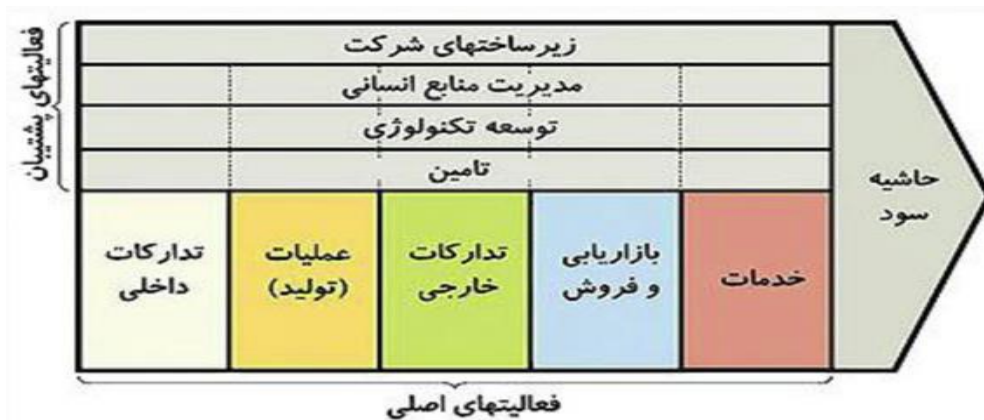 زیرساختهای شرکت
مدیریت منابع انسانی
توسعه تکنولوژی
تامین
فعالیتهای پشتیبان
تدارکات
داخلی
عملیات
(تولید)
تدارکات
خارجی
بازاریابی
و فروش
خدمات
حاشیه
سود
فعالیتهای اصلی